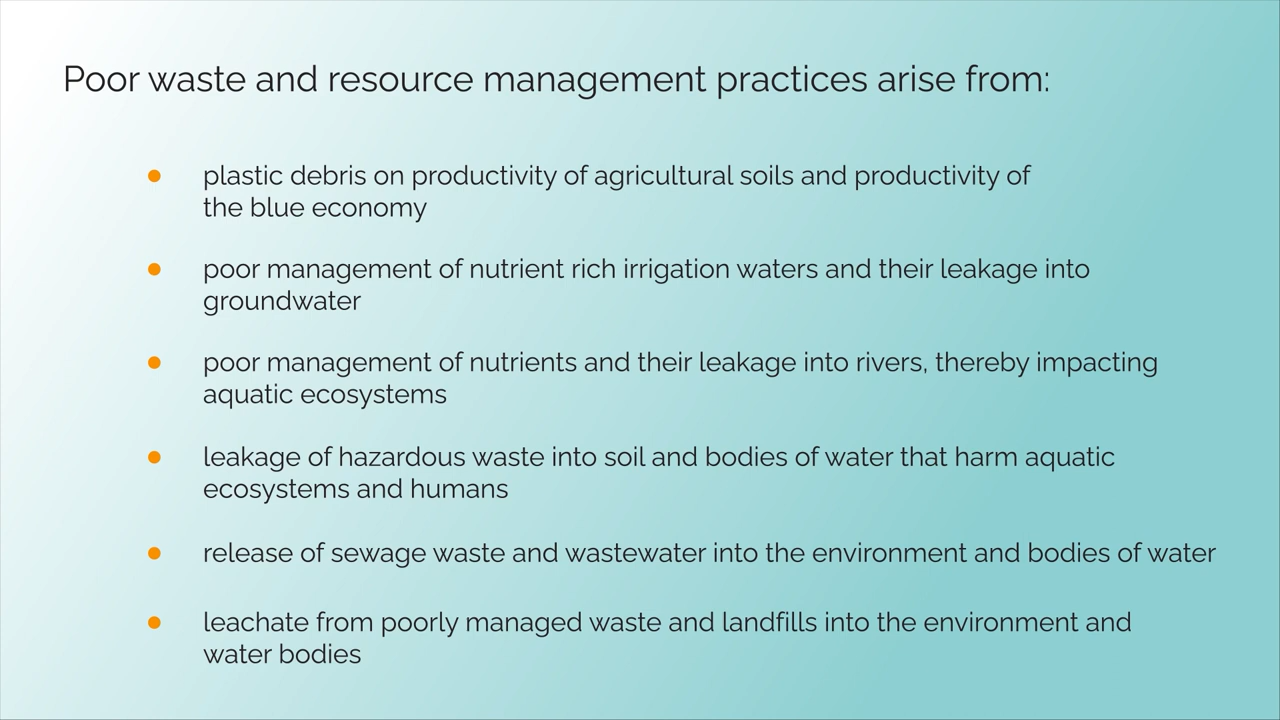 Poor waste and resource management practices arise from:
plastic debris on productivity of agricultural soils and productivity of
the blue economy
poor management of nutrient rich irrigation waters and their leakage into
groundwater
poor management of nutrients and their leakage into rivers, thereby impacting
aquatic ecosystems
leakage of hazardous waste into soil and bodies of water that harm aquatic
ecosystems and humans
release of sewage waste and wastewater into the environment and bodies of water
leachate from poorly managed waste and landfills into the environment and
water bodies